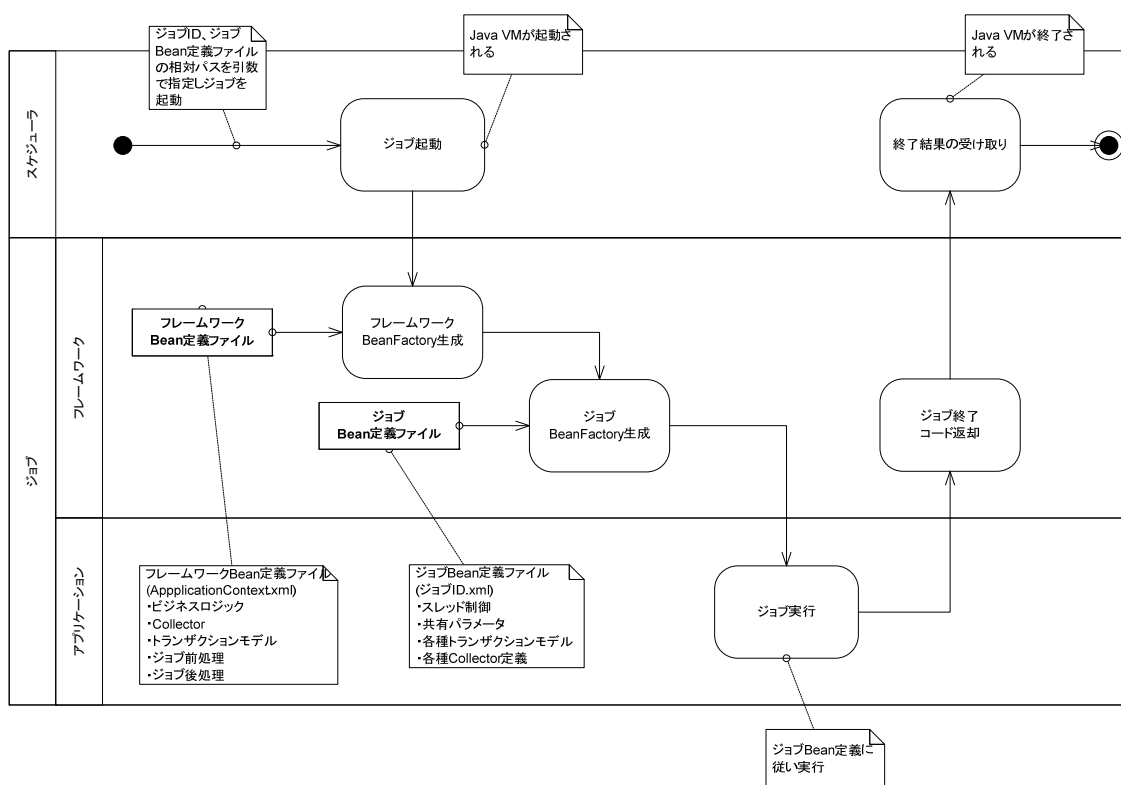 ジョブID、ジョブ
Bean定義ファイル
の相対パスを引数
で指定しジョブを
起動
Java VMが起動さ
れる
Java VMが終了さ
れる
スケジューラ
ジョブ起動
終了結果の受け取り
ジョブ
フレームワーク
フレームワーク
Bean定義ファイル
フレームワーク
BeanFactory生成
ジョブ
Bean定義ファイル
ジョブ
BeanFactory生成
ジョブ終了
コード返却
アプリケーション
フレームワークBean定義ファイル
(AppplicationContext.xml)
・ビジネスロジック
・Collector
・トランザクションモデル
・ジョブ前処理
・ジョブ後処理
ジョブBean定義ファイル
(ジョブID.xml)
・スレッド制御
・共有パラメータ
・各種トランザクションモデル
・各種Collector定義
ジョブ実行
ジョブBean定義に
従い実行